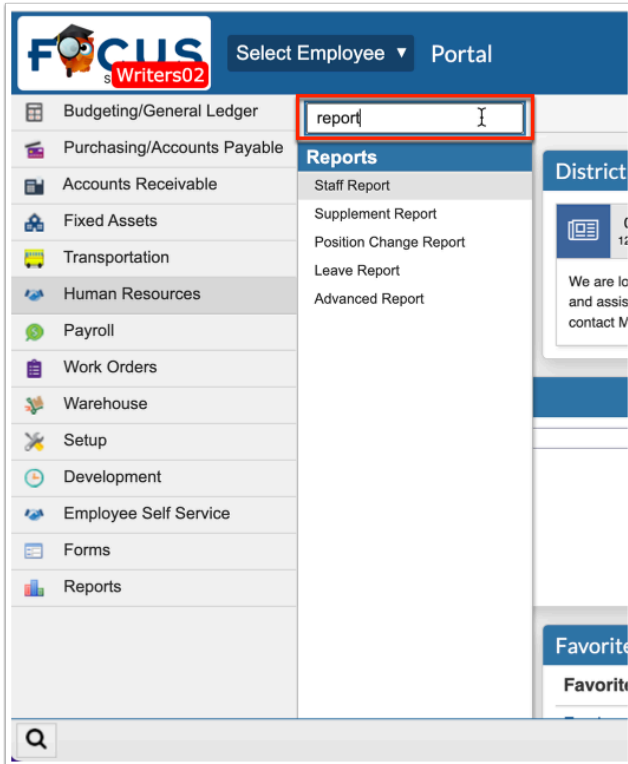 FOCUS
Writers02
Select Employee ▼ Portal
Budgeting/General Ledger
Purchasing/Accounts Payable
Accounts Receivable
Fixed Assets
Transportation
Human Resources
Payroll
Work Orders
Warehouse
Setup
Development
Employee Self Service
Forms
Reports
report
Reports
Staff Report
Supplement Report
Position Change Report
Leave Report
Advanced Report
District
12
We are lo
and assis
contact M
Favorite
Favorite